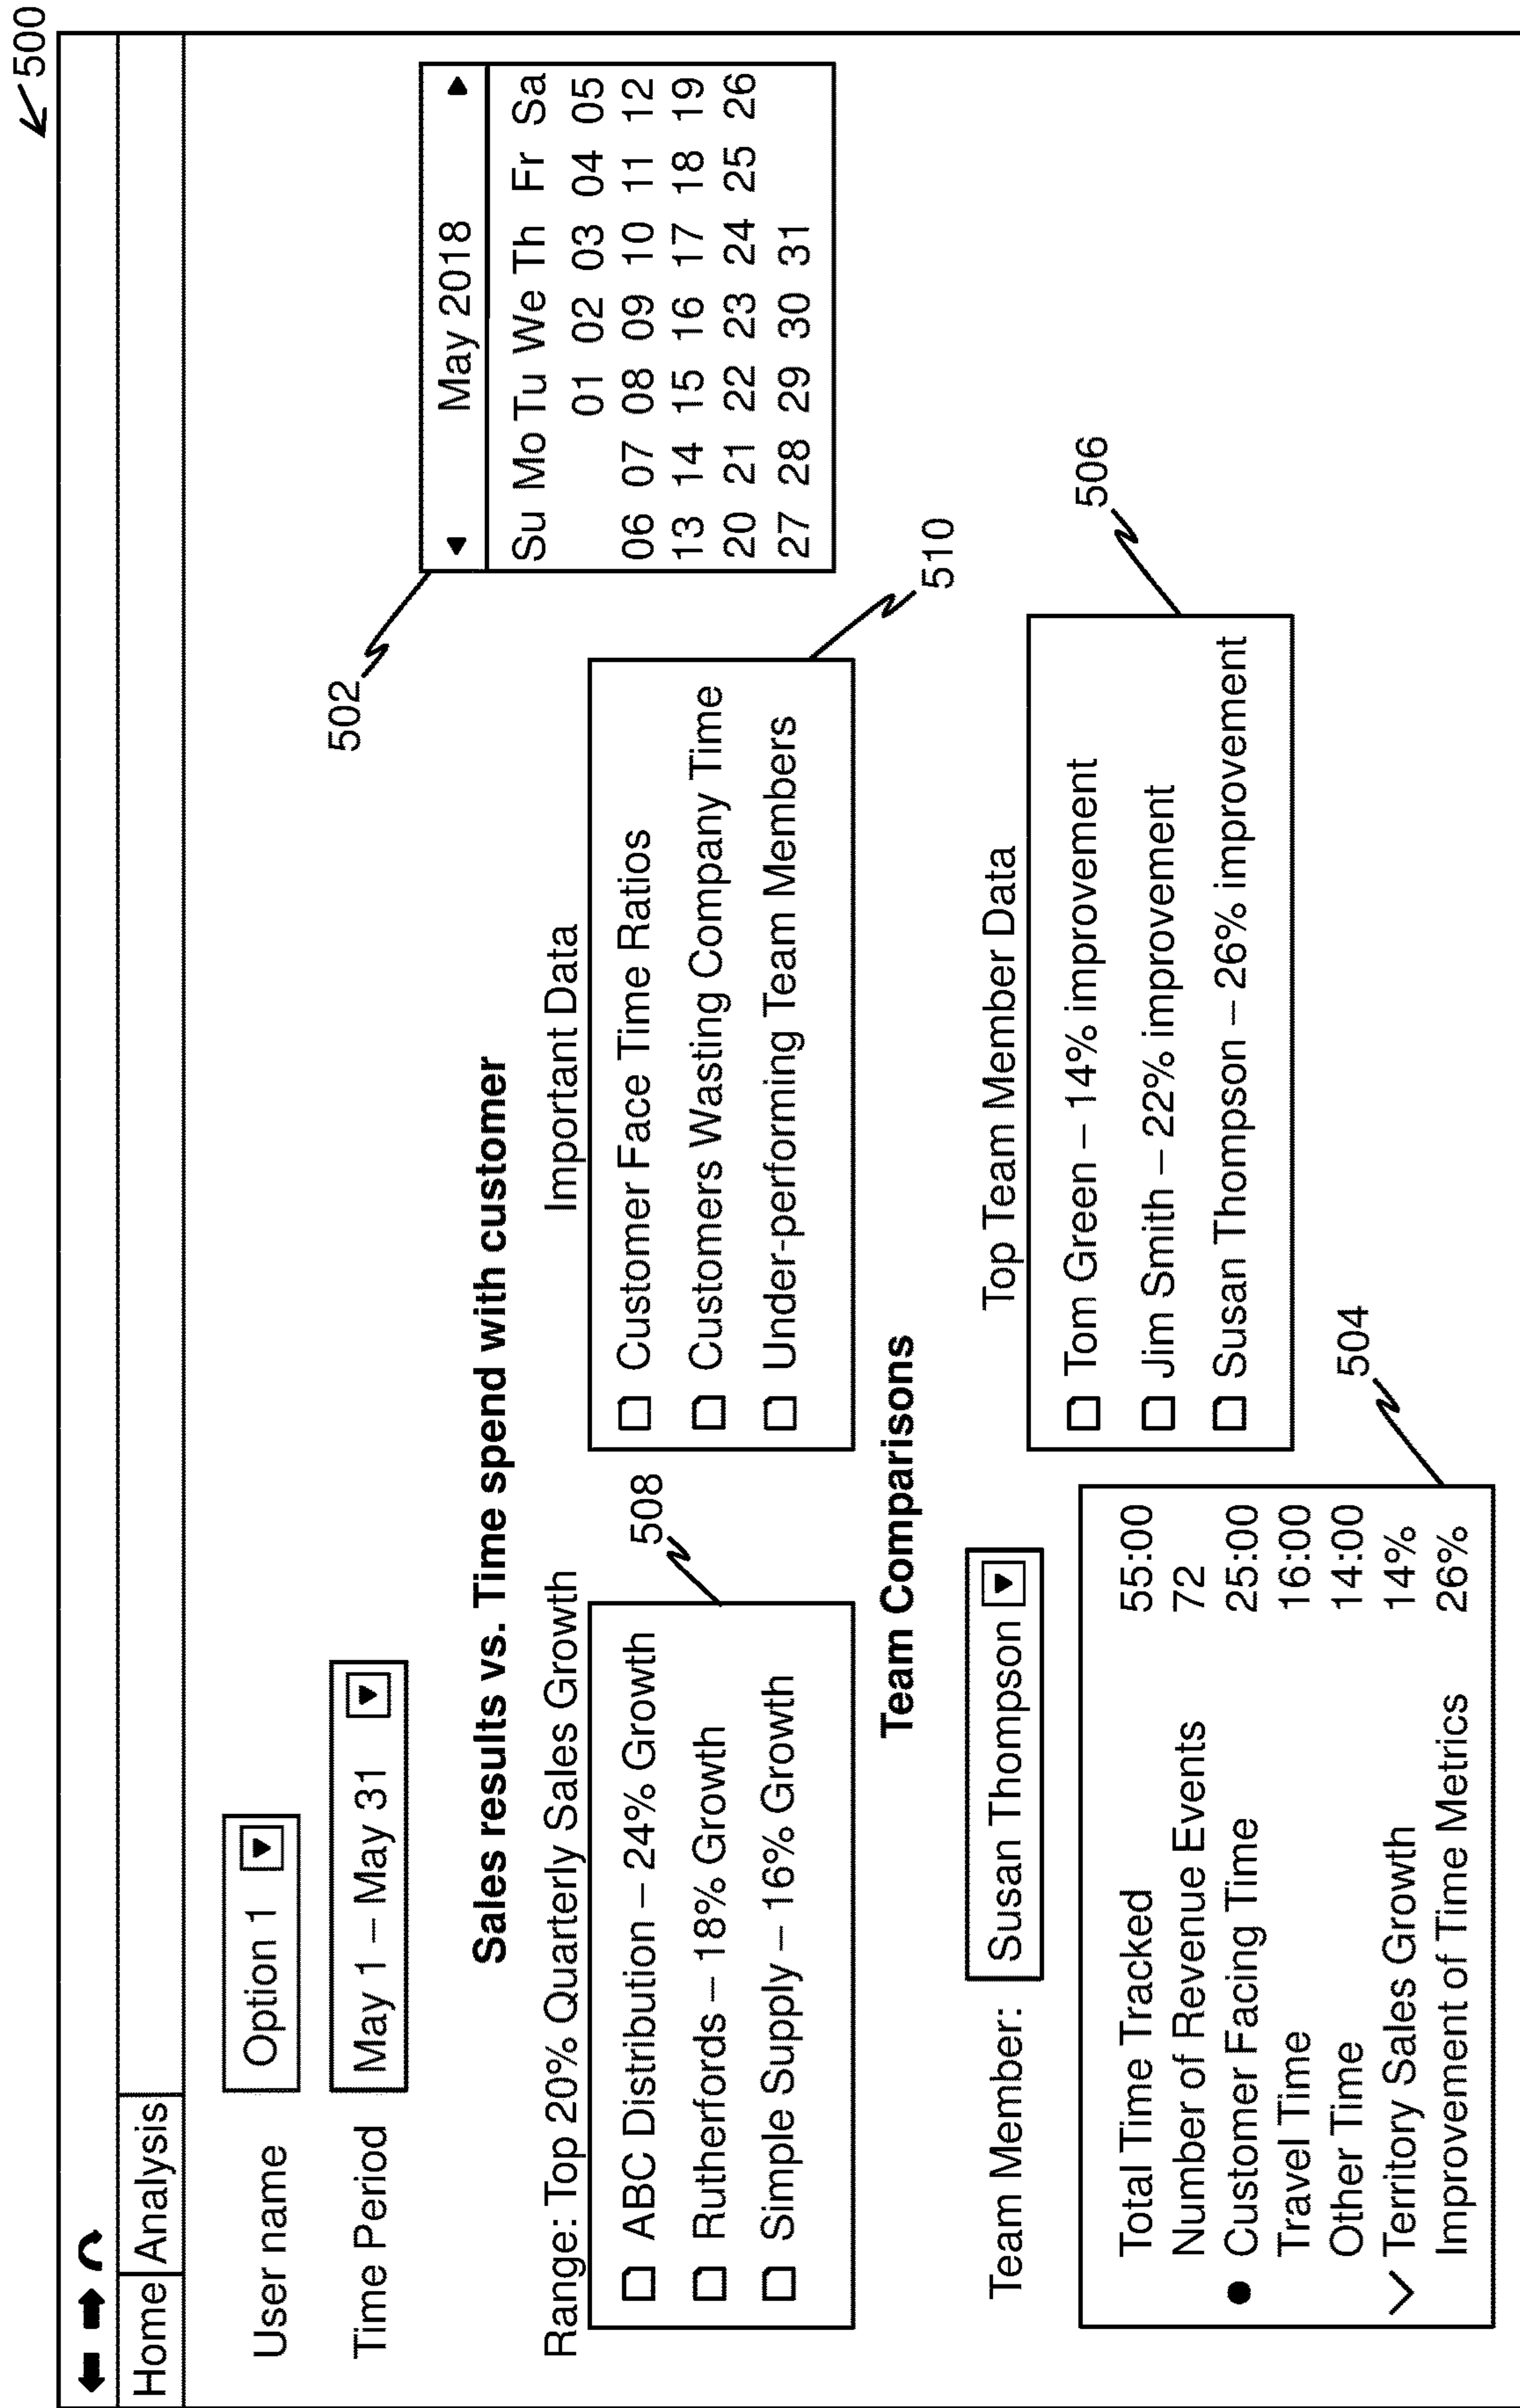 500
Home Analysis
User name Option 1
Time Period May 1 – May 31
502
May 2018
Su Mo Tu We Th Fr Sa
01 02 03 04 05
06 07 08 09 10 11 12
13 14 15 16 17 18 19
20 21 22 23 24 25 26
27 28 29 30 31
Sales results vs. Time spend with customer
Range: Top 20% Quarterly Sales Growth
ABC Distribution – 24% Growth
Rutherfords – 18% Growth
Simple Supply – 16% Growth
508
Important Data
Customer Face Time Ratios
Customers Wasting Company Time
Under-performing Team Members
510
Team Comparisons
Team Member: Susan Thompson
Total Time Tracked 55:00
Number of Revenue Events 72
Customer Facing Time 25:00
Travel Time 16:00
Other Time 14:00
Territory Sales Growth 14%
Improvement of Time Metrics 26%
504
Top Team Member Data
Tom Green – 14% improvement
Jim Smith – 22% improvement
Susan Thompson – 26% improvement
506